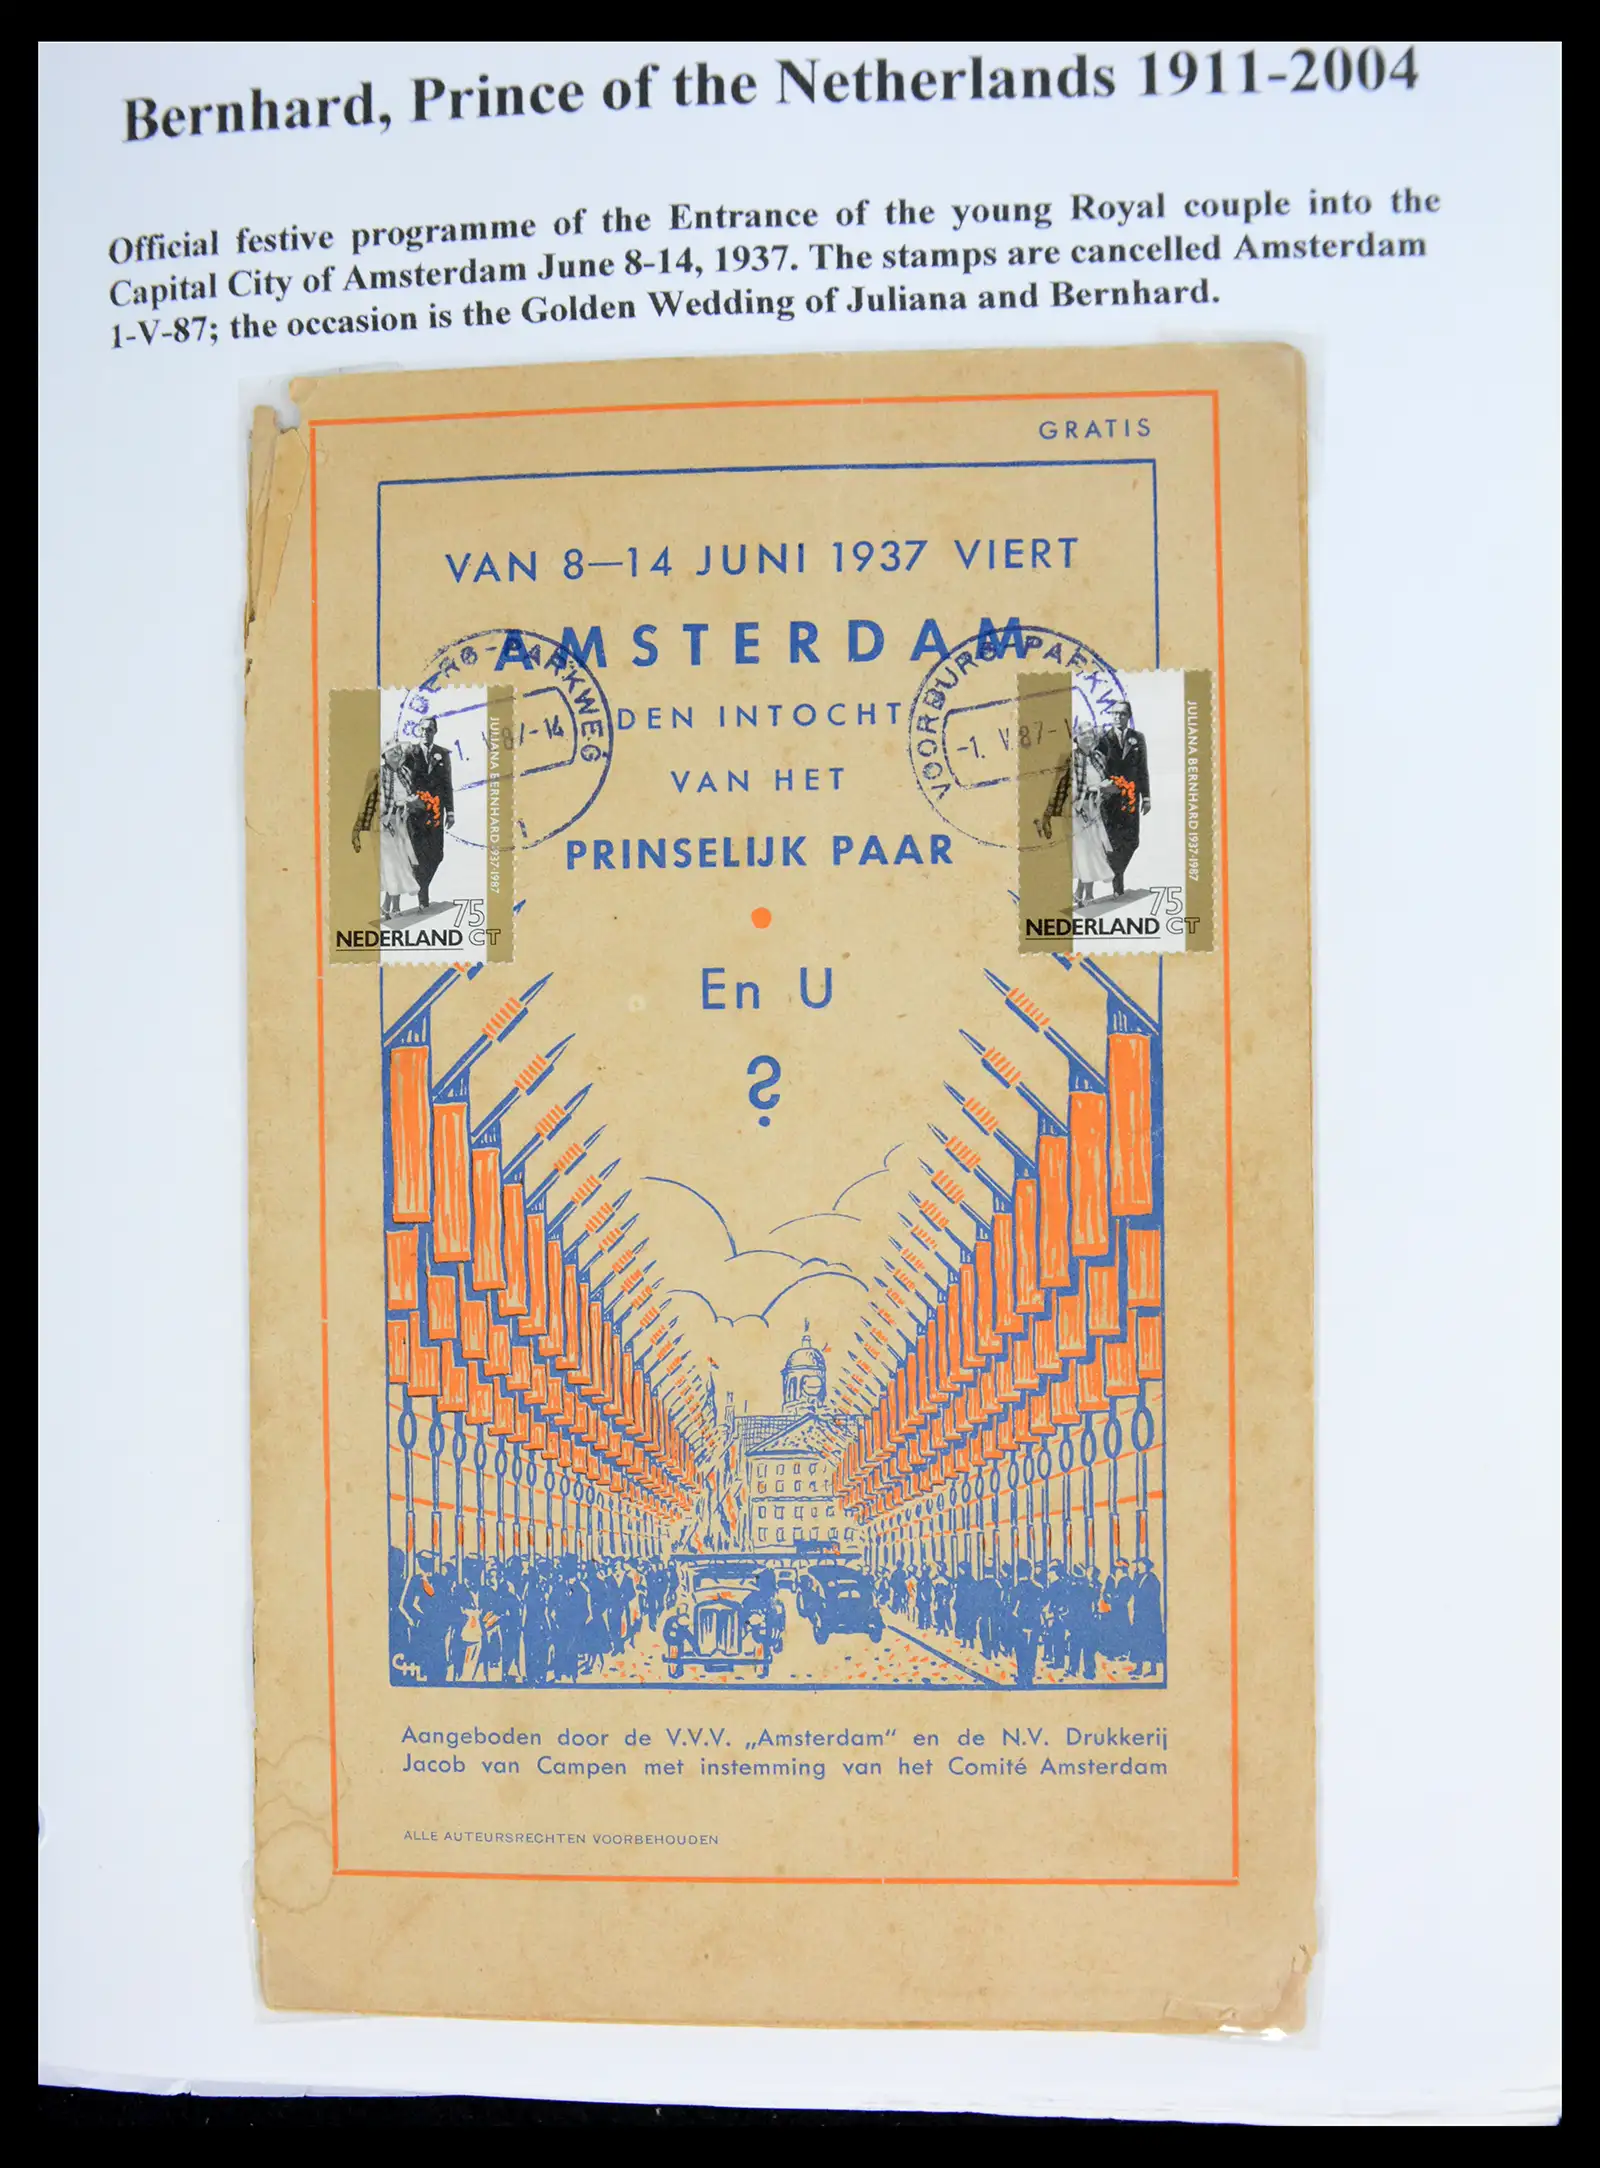 Bernhard, Prince of the Netherlands 1911-2004
Official festive programme of the Entrance of the young Royal couple into the
Capital City of Amsterdam June 8-14, 1937. The stamps are cancelled Amsterdam
1-V-87; the occasion is the Golden Wedding of Juliana and Bernhard.
GRATIS
VAN 8—14 JUNI 1937 VIERT
AMSTERDAM
DEN INTOCHT
VAN HET
PRINSELIJK PAAR
En U
?
-PARKWEG
-1. V 87-14
JULIANA BERNHARD 1937-1987
75
NEDERLAND CT
VOORBURG-PARKW
-1. V 87-
JULIANA BERNHARD 1937-1987
75
NEDERLAND CT
CM
Aangeboden door de V.V.V. „Amsterdam” en de N.V. Drukkerij
Jacob van Campen met instemming van het Comité Amsterdam
ALLE AUTEURSRECHTEN VOORBEHOUDEN